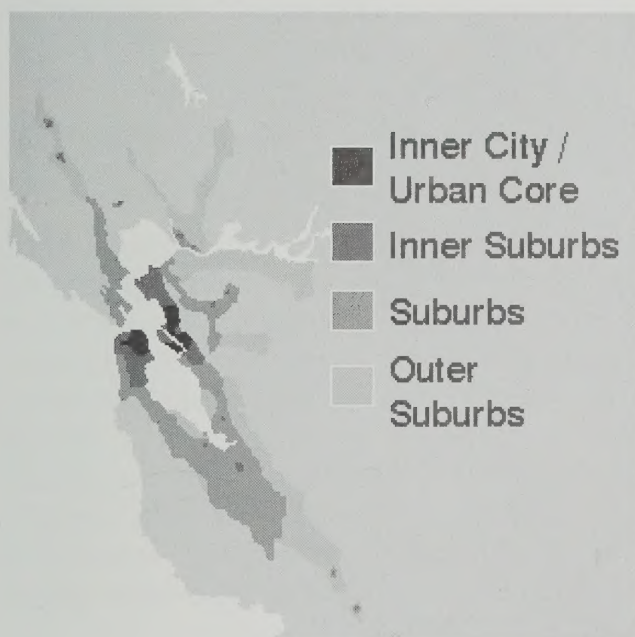 Inner City /
Urban Core
Inner Suburbs
Suburbs
Outer
Suburbs